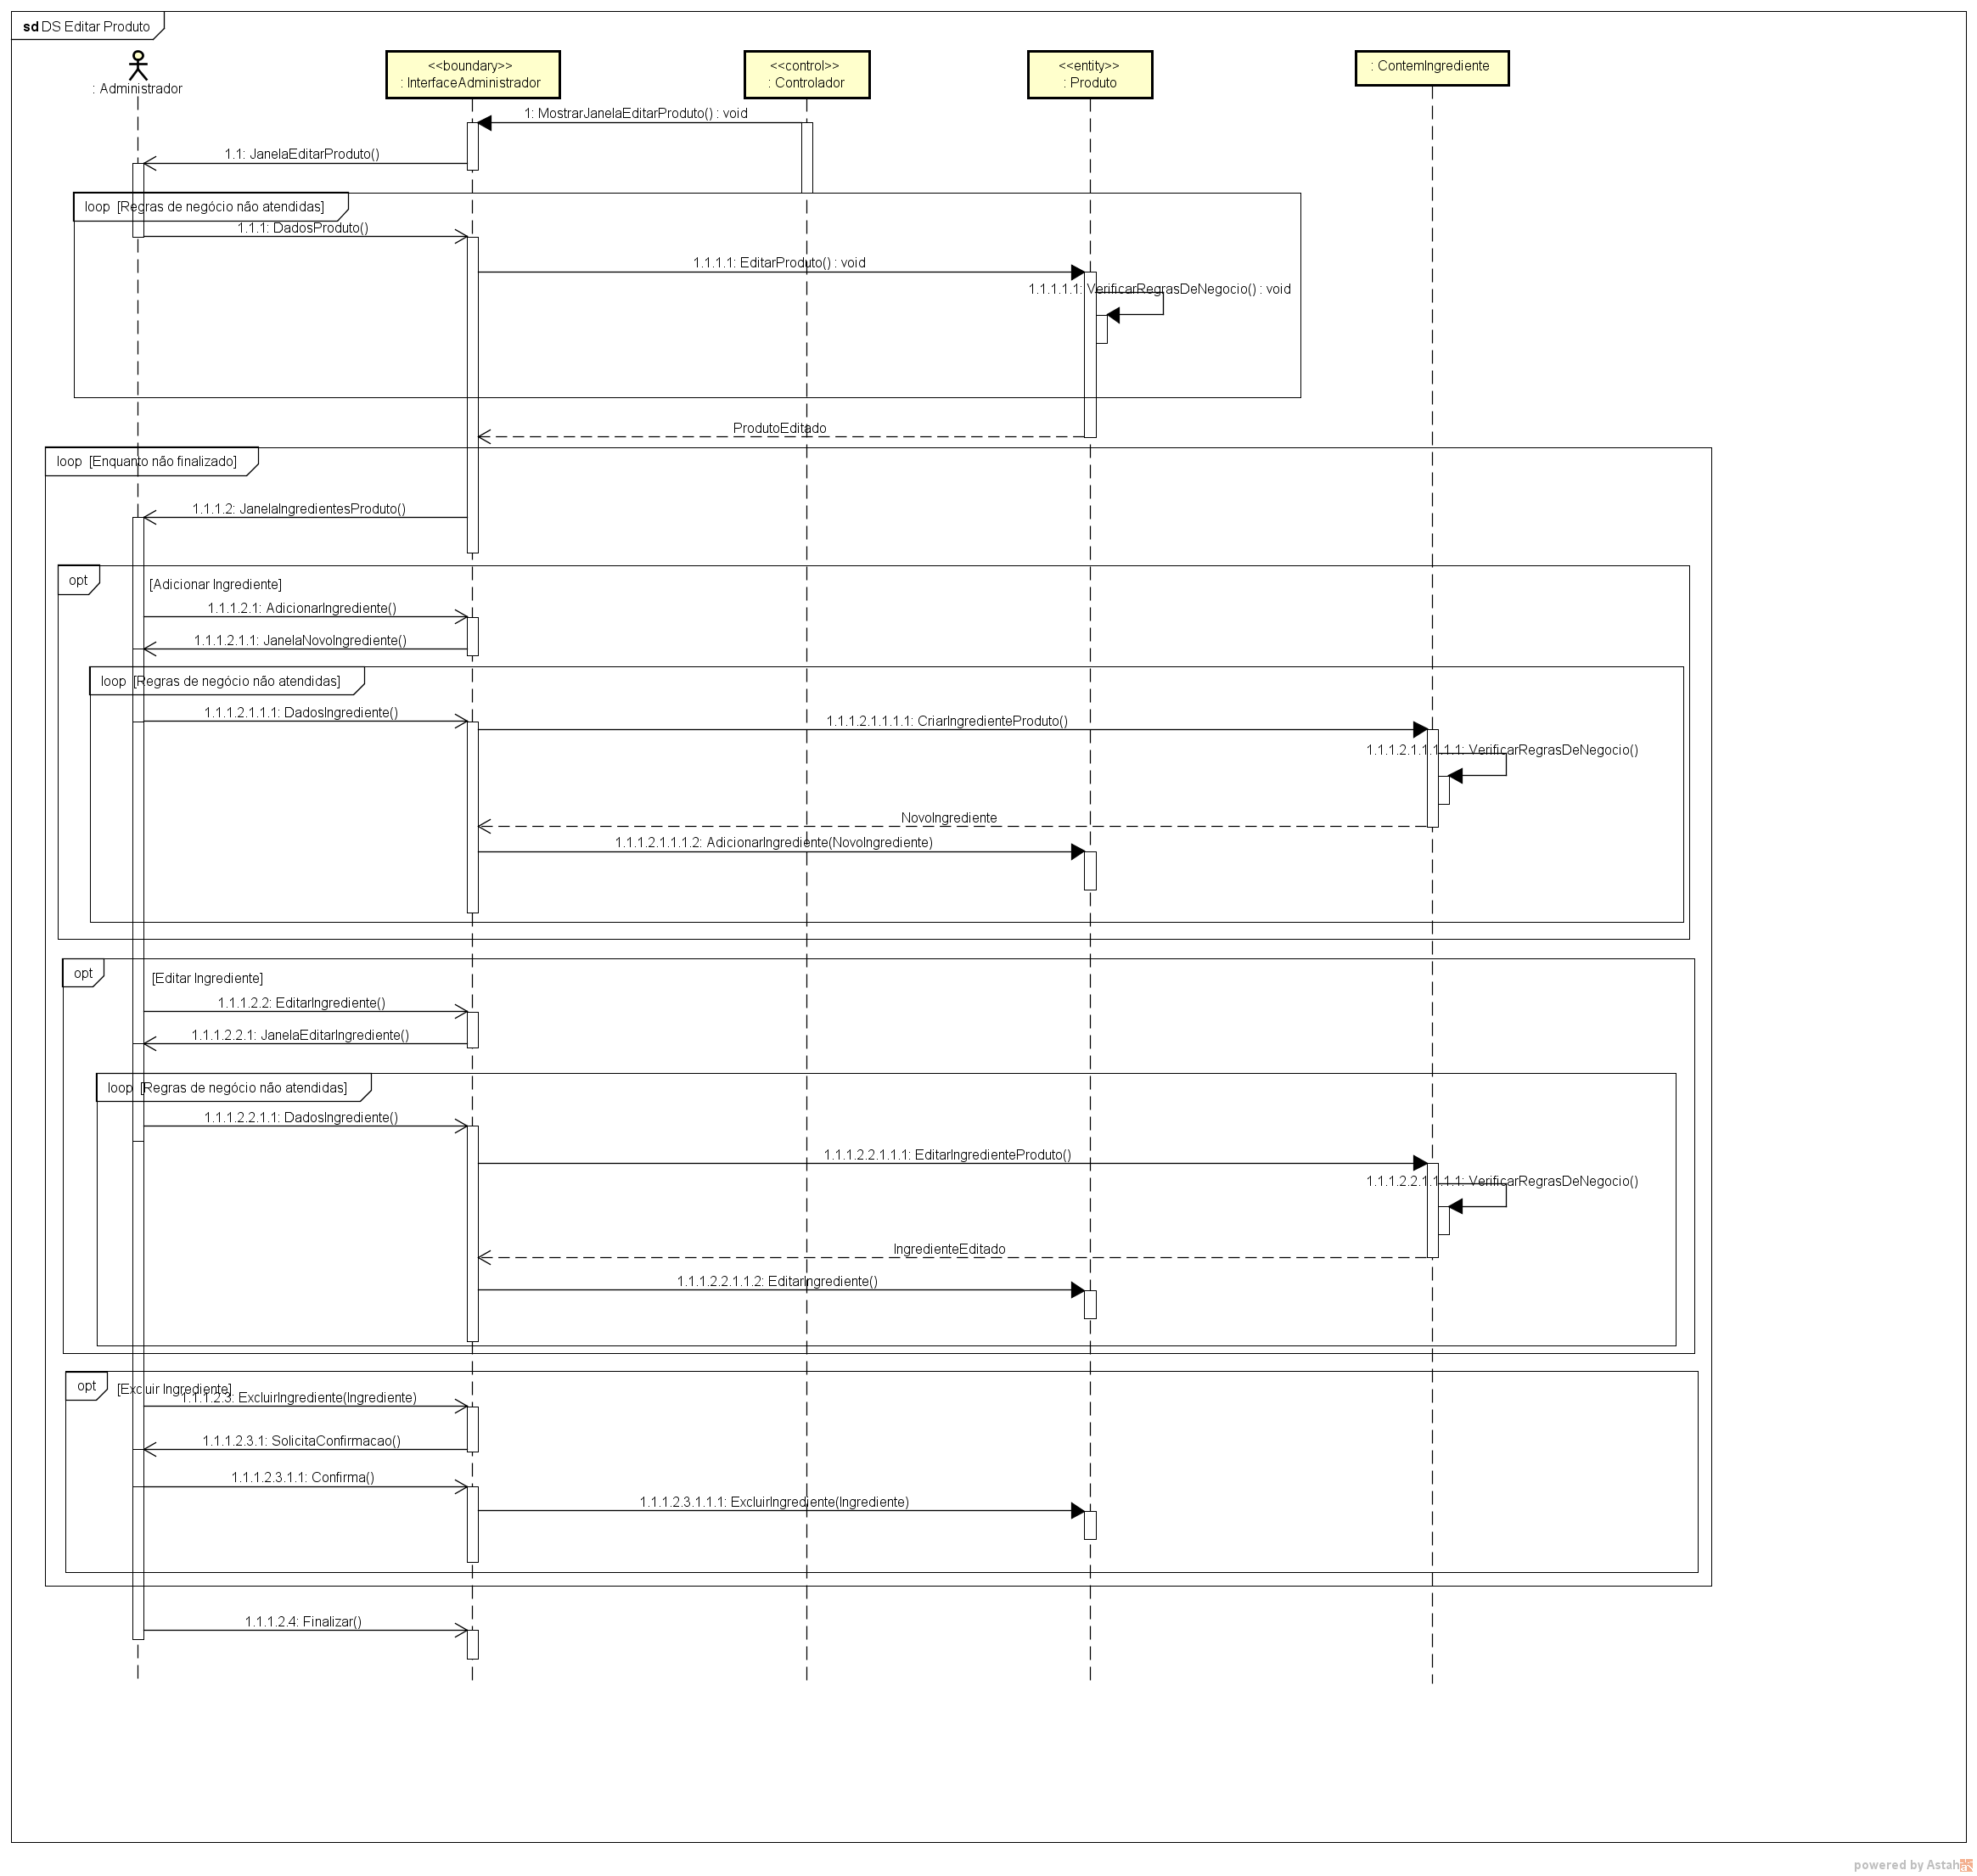 sd DS Editar Produto
: Administrador
<<boundary>>
: InterfaceAdministrador
<<control>>
: Controlador
<<entity>>
: Produto
: ContemIngrediente
1: MostrarJanelaEditarProduto() : void
1.1: JanelaEditarProduto()
loop [Regras de negócio não atendidas]
1.1.1: DadosProduto()
1.1.1.1: EditarProduto() : void
1.1.1.1.1: VerificarRegrasDeNegocio() : void
ProdutoEditado
loop [Enquanto não finalizado]
1.1.1.2: JanelaIngredientesProduto()
opt
[Adicionar Ingrediente]
1.1.1.2.1: AdicionarIngrediente()
1.1.1.2.1.1: JanelaNovoIngrediente()
loop [Regras de negócio não atendidas]
1.1.1.2.1.1.1: DadosIngrediente()
1.1.1.2.1.1.1.1: CriarIngredienteProduto()
1.1.1.2.1.1.1.1.1: VerificarRegrasDeNegocio()
NovoIngrediente
1.1.1.2.1.1.1.2: AdicionarIngrediente(NovoIngrediente)
opt
[Editar Ingrediente]
1.1.1.2.2: EditarIngrediente()
1.1.1.2.2.1: JanelaEditarIngrediente()
loop [Regras de negócio não atendidas]
1.1.1.2.2.1.1: DadosIngrediente()
1.1.1.2.2.1.1.1: EditarIngredienteProduto()
1.1.1.2.2.1.1.1.1: VerificarRegrasDeNegocio()
IngredienteEditado
1.1.1.2.2.1.1.2: EditarIngrediente()
opt [Excluir Ingrediente]
1.1.1.2.3: ExcluirIngrediente(Ingrediente)
1.1.1.2.3.1: SolicitaConfirmacao()
1.1.1.2.3.1.1: Confirma()
1.1.1.2.3.1.1.1: ExcluirIngrediente(Ingrediente)
1.1.1.2.4: Finalizar()
powered by Astah